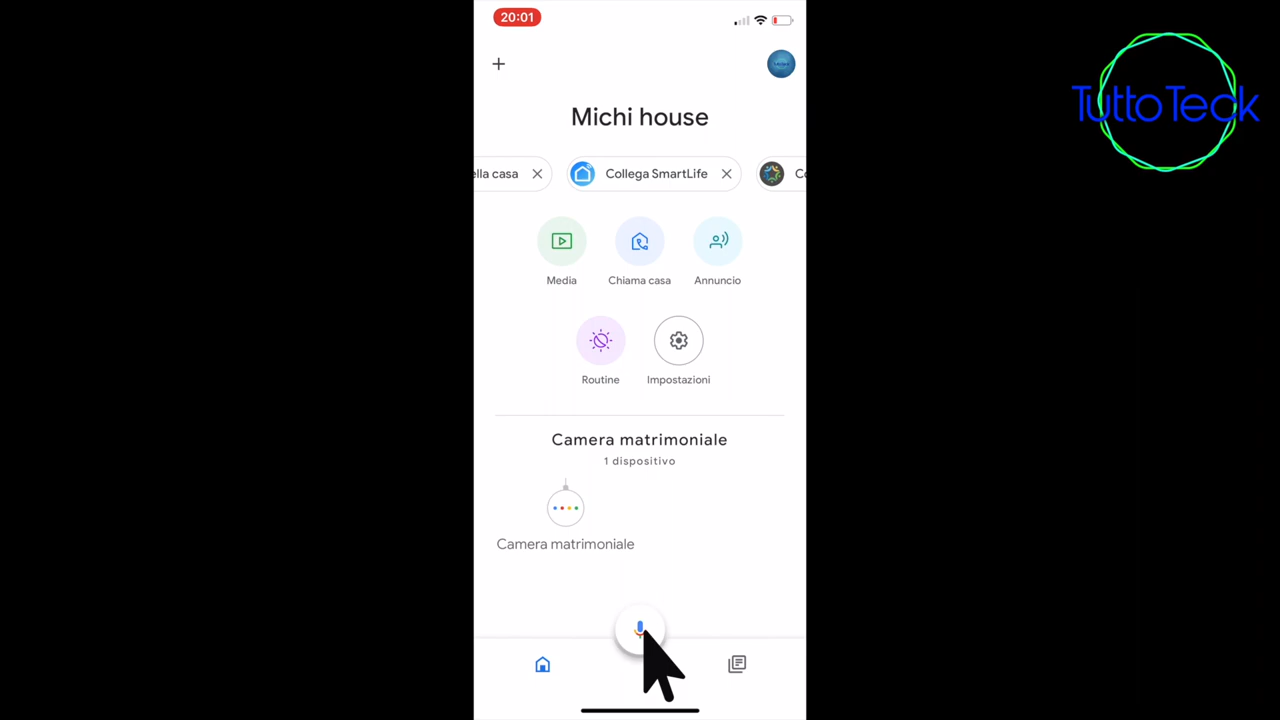 20:01
TuttoTeck
Michi house
ella casa
Collega SmartLife
Co
Media
Chiama casa
Annuncio
Routine
Impostazioni
Camera matrimoniale
1 dispositivo
Camera matrimoniale